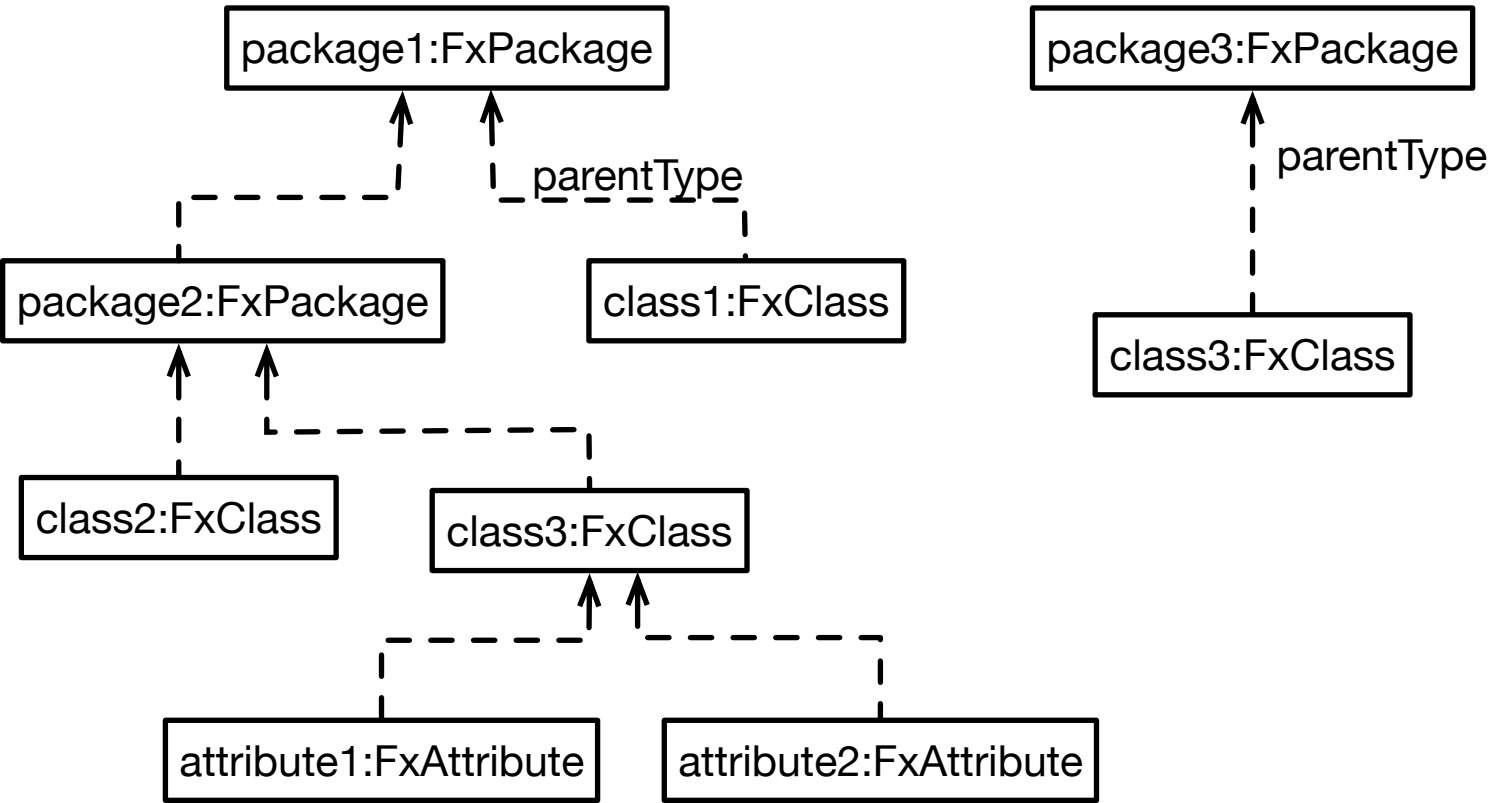 package1:FxPackage
package3:FxPackage
parentType
parentType
package2:FxPackage
class1:FxClass
class3:FxClass
class2:FxClass
class3:FxClass
attribute1:FxAttribute
attribute2:FxAttribute